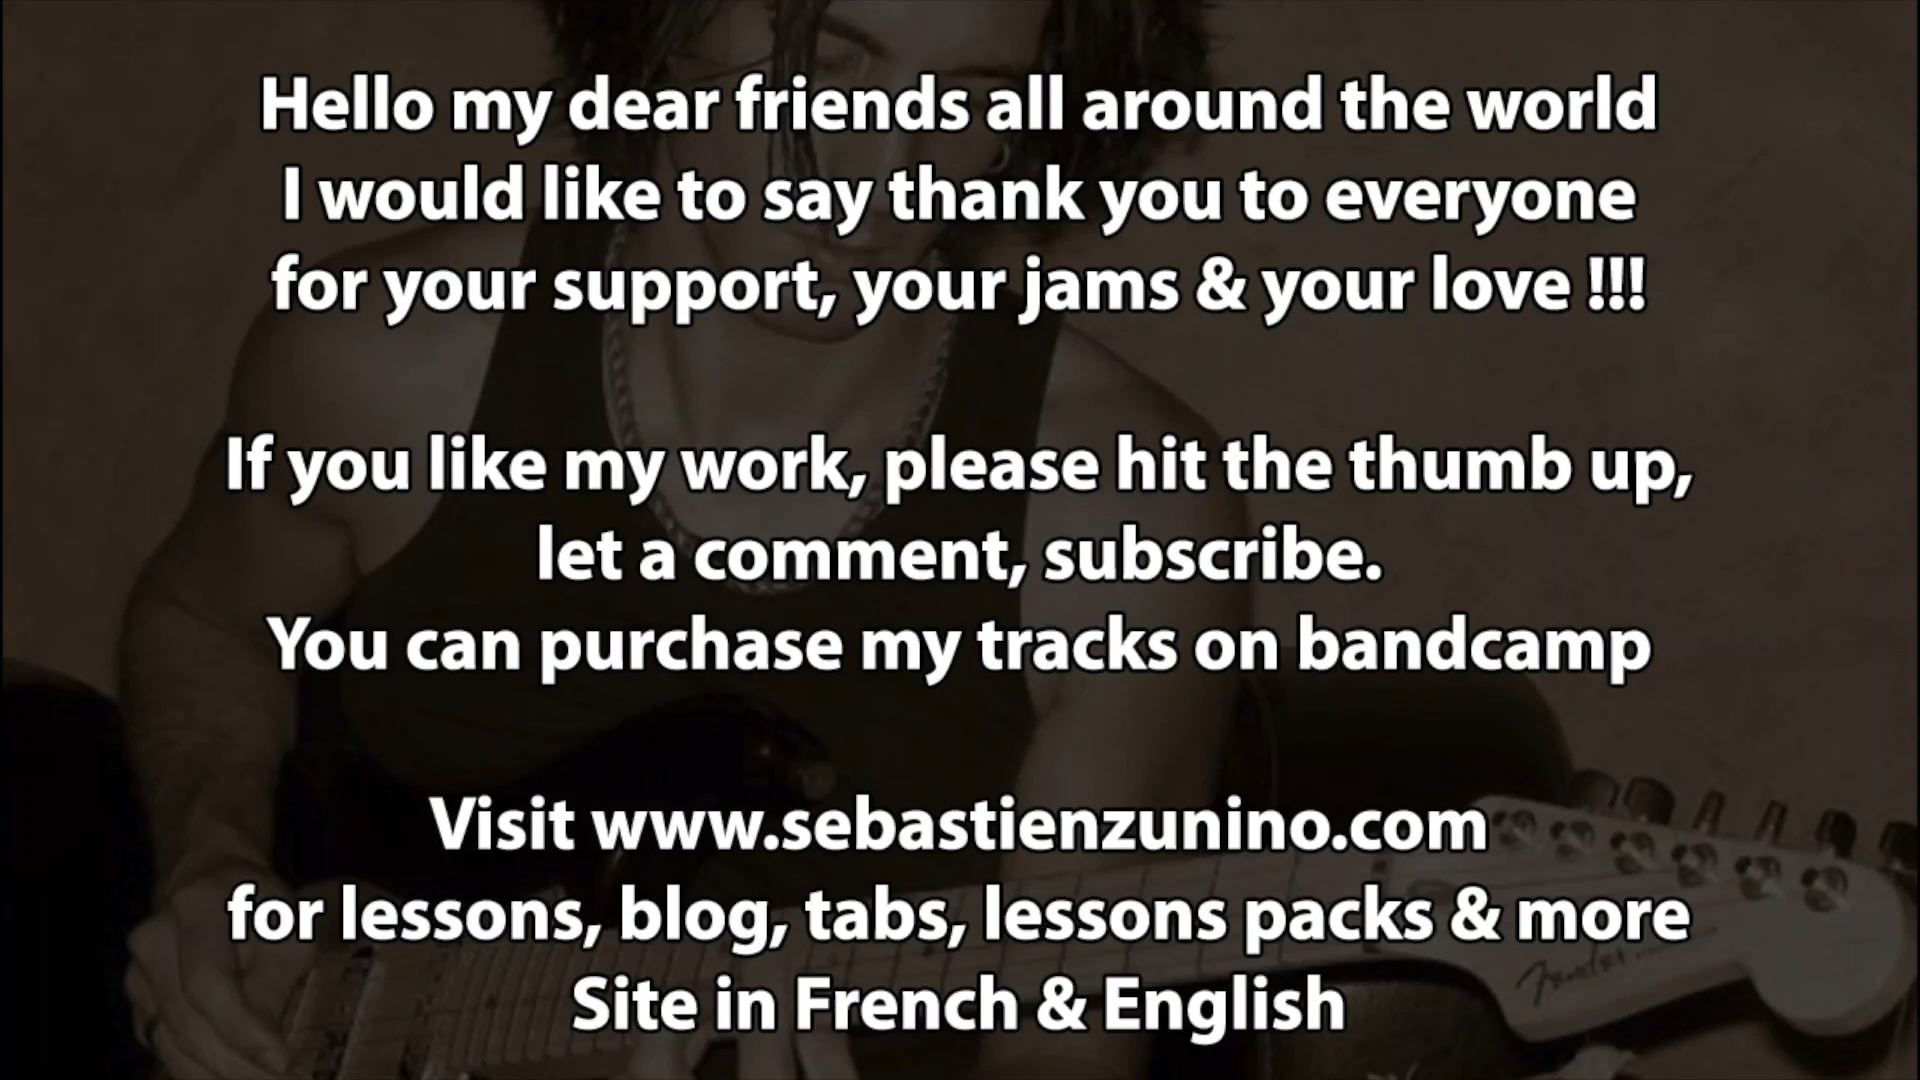 Hello my dear friends all around the world
I would like to say thank you to everyone
for your support, your jams & your love !!!
If you like my work, please hit the thumb up,
let a comment, subscribe.
You can purchase my tracks on bandcamp
Visit www.sebastienzunino.com
for lessons, blog, tabs, lessons packs & more
Site in French & English
Fender